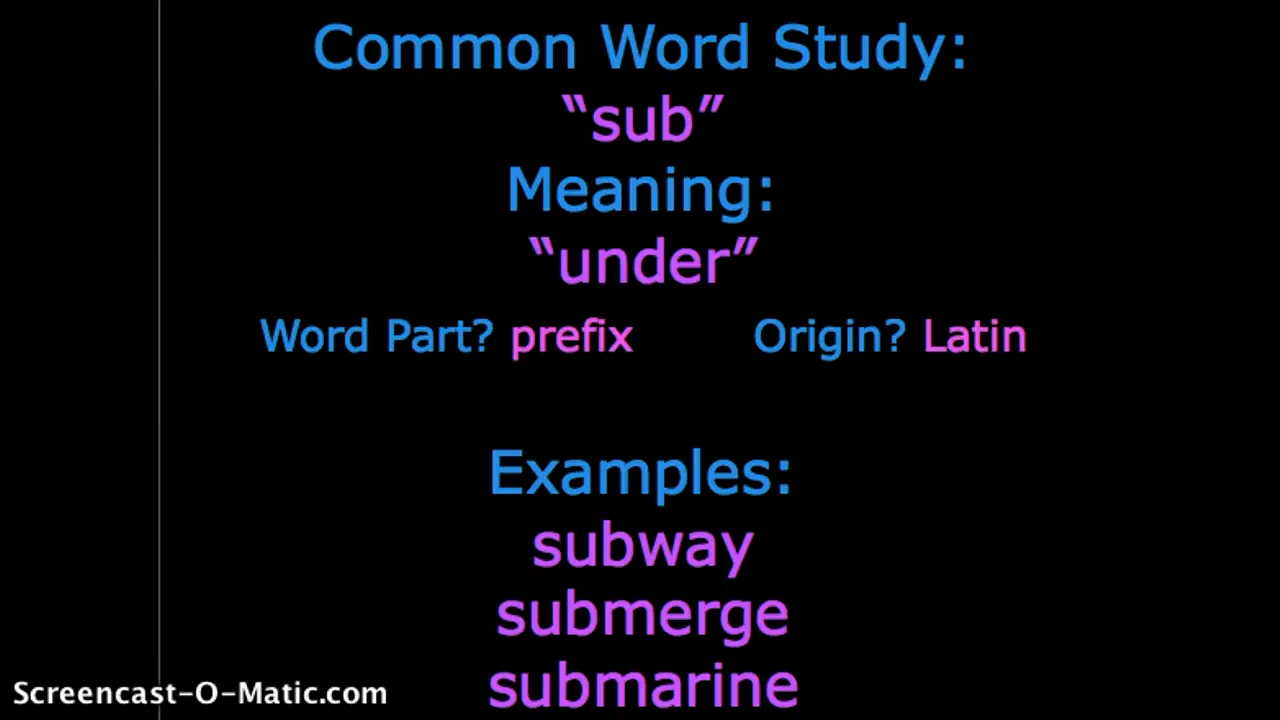 Common Word Study:
“sub”
Meaning:
“under”
Word Part? prefix Origin? Latin
Examples:
subway
submerge
submarine
Screencast-O-Matic.com